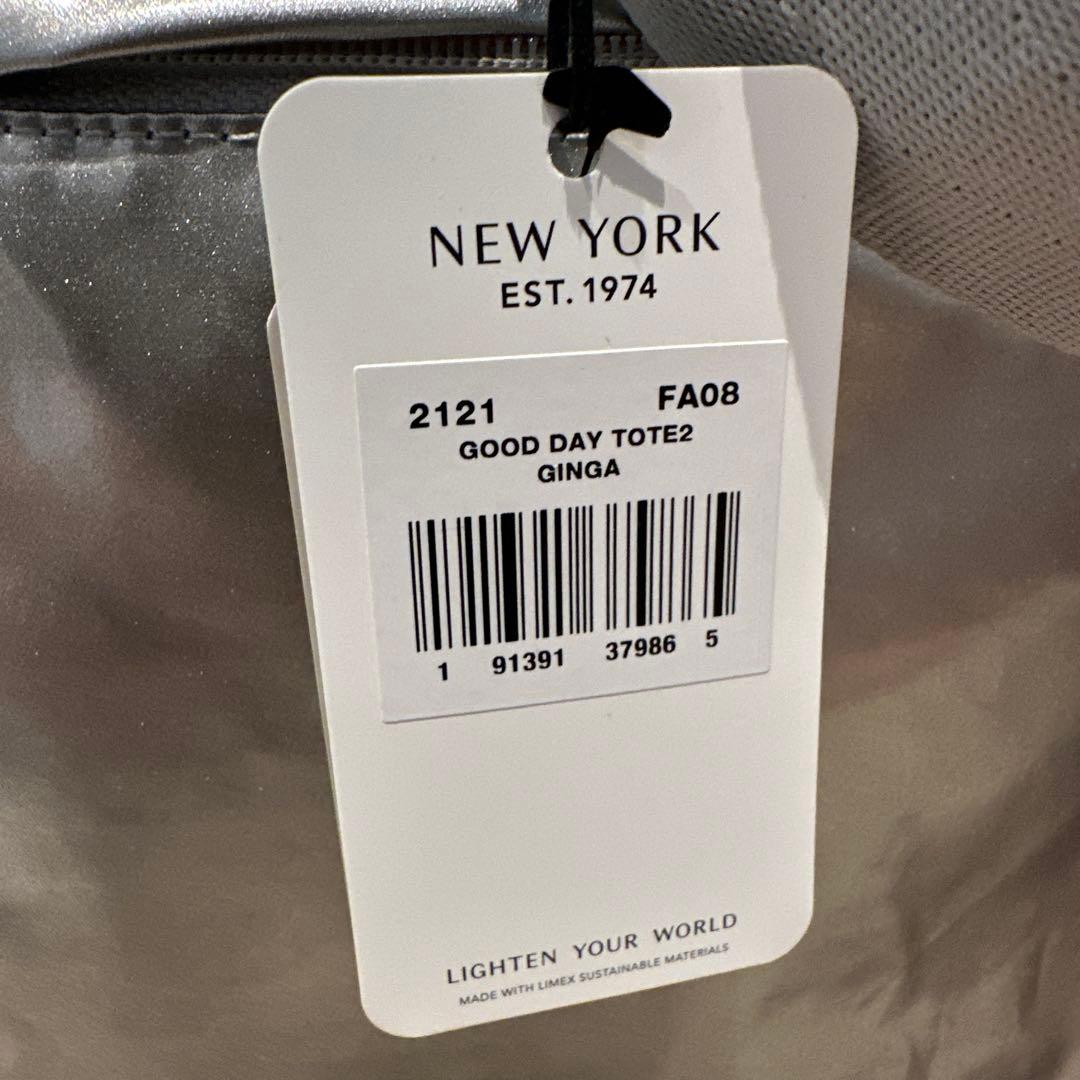 NEW YORK
EST. 1974
2121 FA08
GOOD DAY TOTE2
GINGA
1 91391 37986 5
LIGHTEN YOUR WORLD
MADE WITH LIMEX SUSTAINABLE MATERIALS